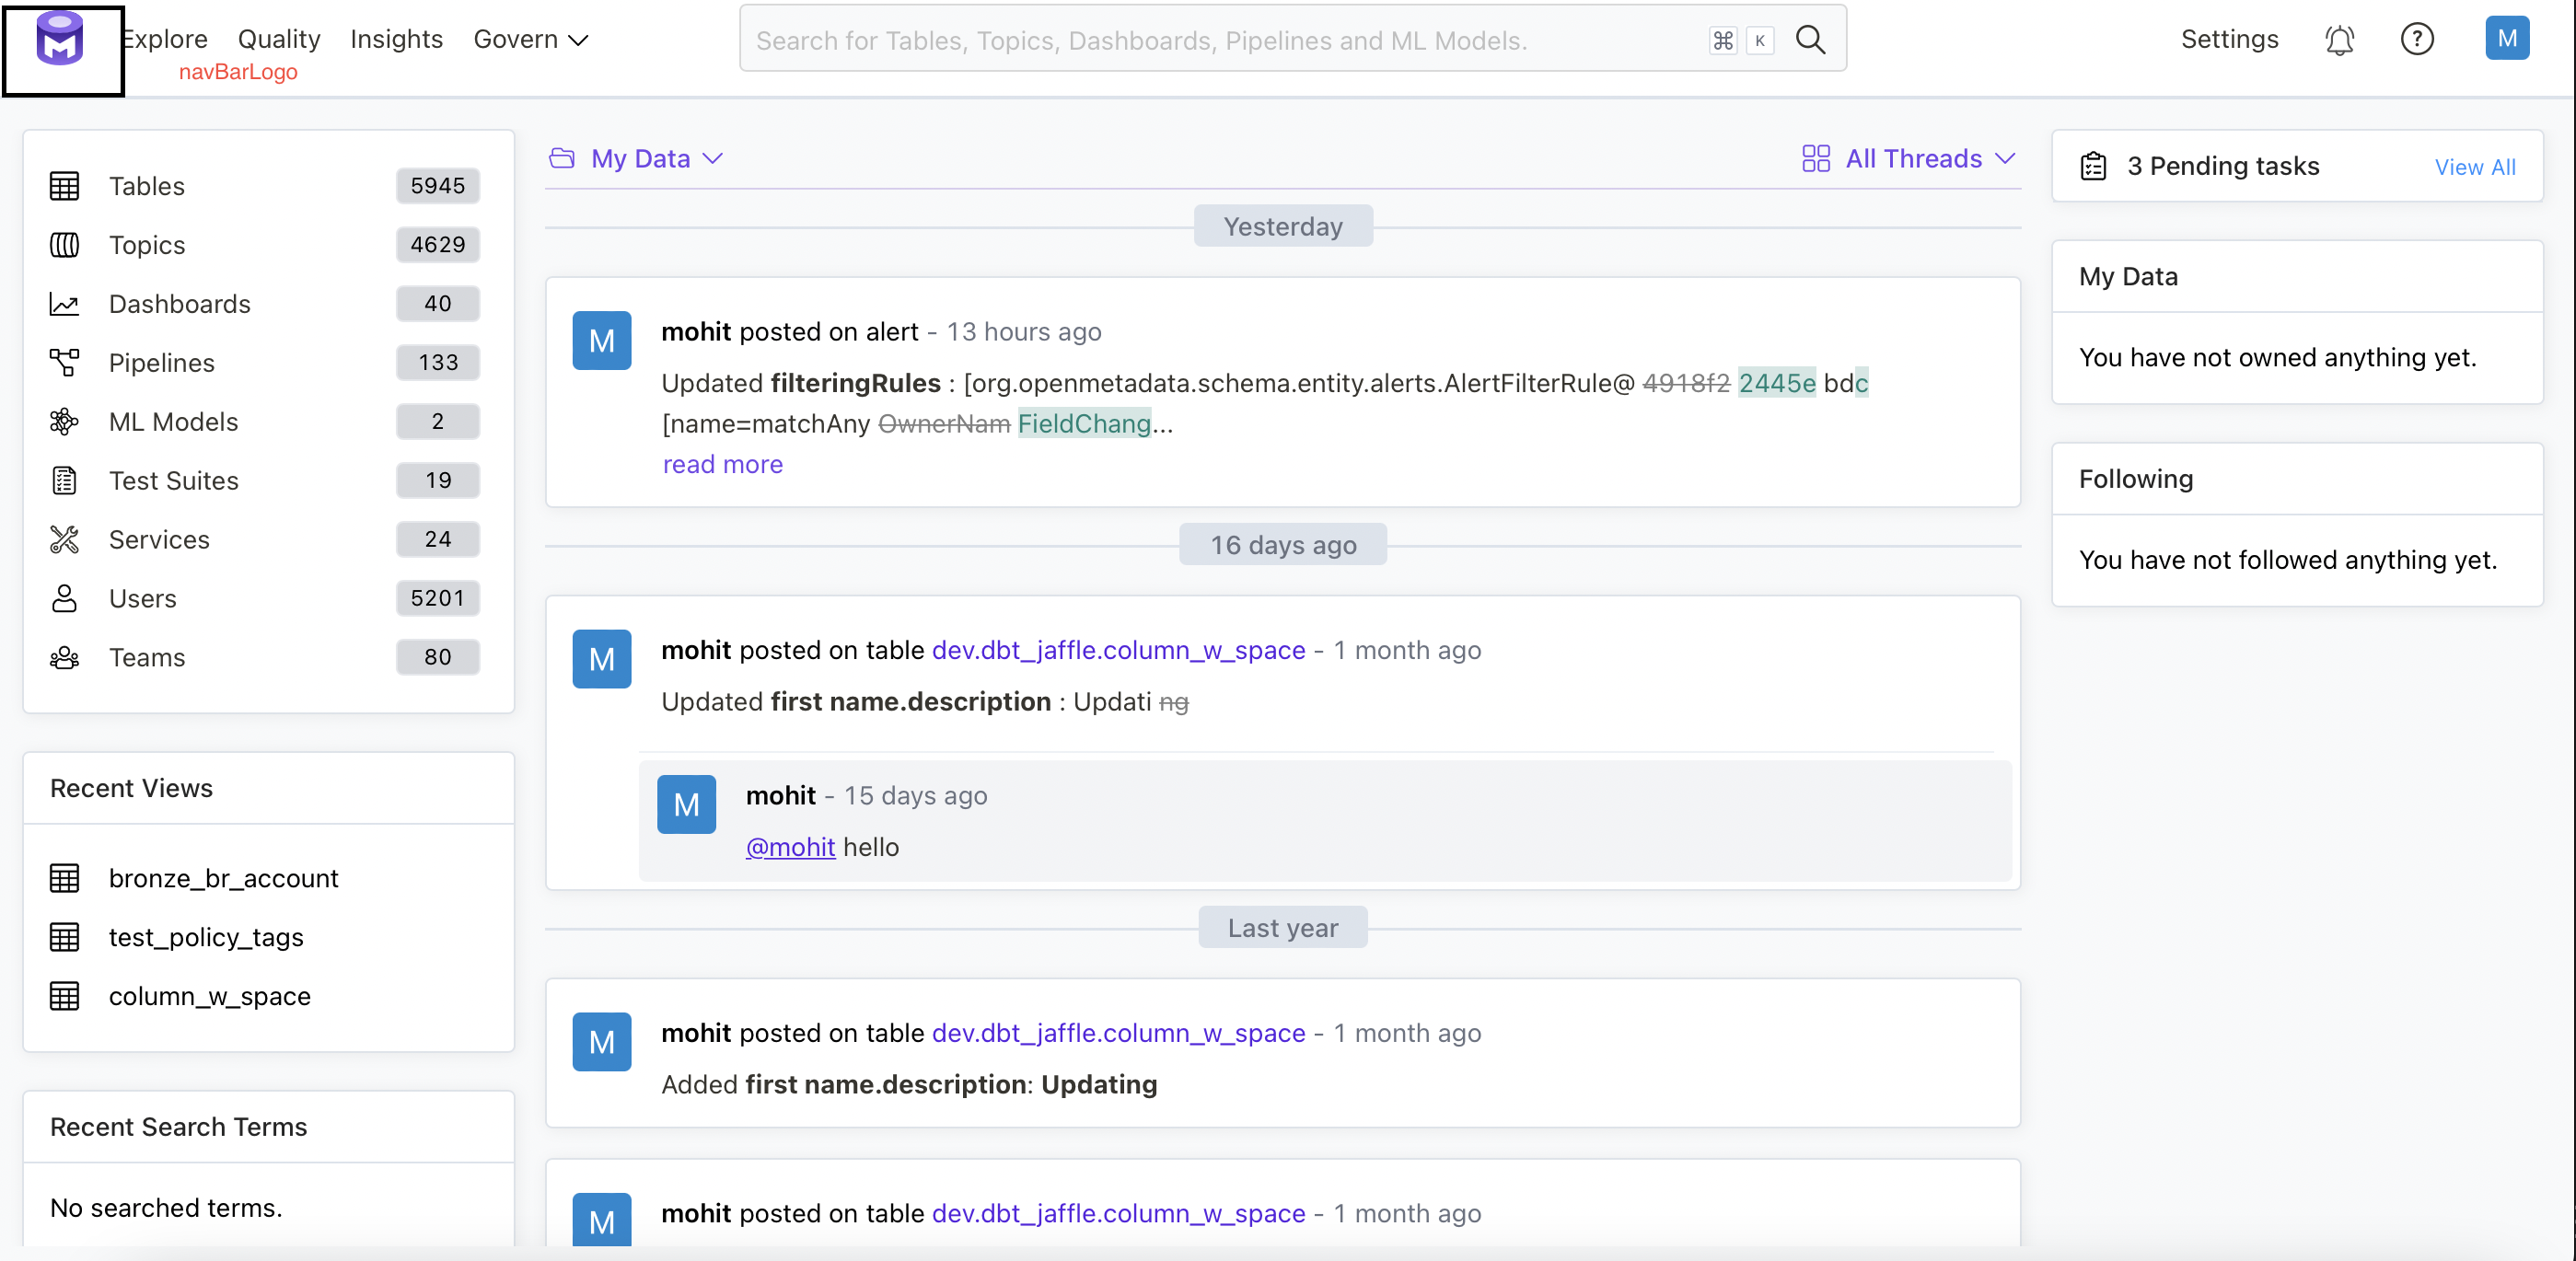 Explore Quality Insights Govern
navBarLogo
Search for Tables, Topics, Dashboards, Pipelines and ML Models. ⌘ K
Settings ? M
Tables 5945
Topics 4629
Dashboards 40
Pipelines 133
ML Models 2
Test Suites 19
Services 24
Users 5201
Teams 80
Recent Views
bronze_br_account
test_policy_tags
column_w_space
Recent Search Terms
No searched terms.
My Data All Threads
Yesterday
M mohit posted on alert - 13 hours ago
Updated filteringRules : [org.openmetadata.schema.entity.alerts.AlertFilterRule@ 4918f2 2445e bdc
[name=matchAny OwnerNam FieldChang...
read more
16 days ago
M mohit posted on table dev.dbt_jaffle.column_w_space - 1 month ago
Updated first name.description : Updati ng
M mohit - 15 days ago
@mohit hello
Last year
M mohit posted on table dev.dbt_jaffle.column_w_space - 1 month ago
Added first name.description: Updating
M mohit posted on table dev.dbt_jaffle.column_w_space - 1 month ago
3 Pending tasks View All
My Data
You have not owned anything yet.
Following
You have not followed anything yet.